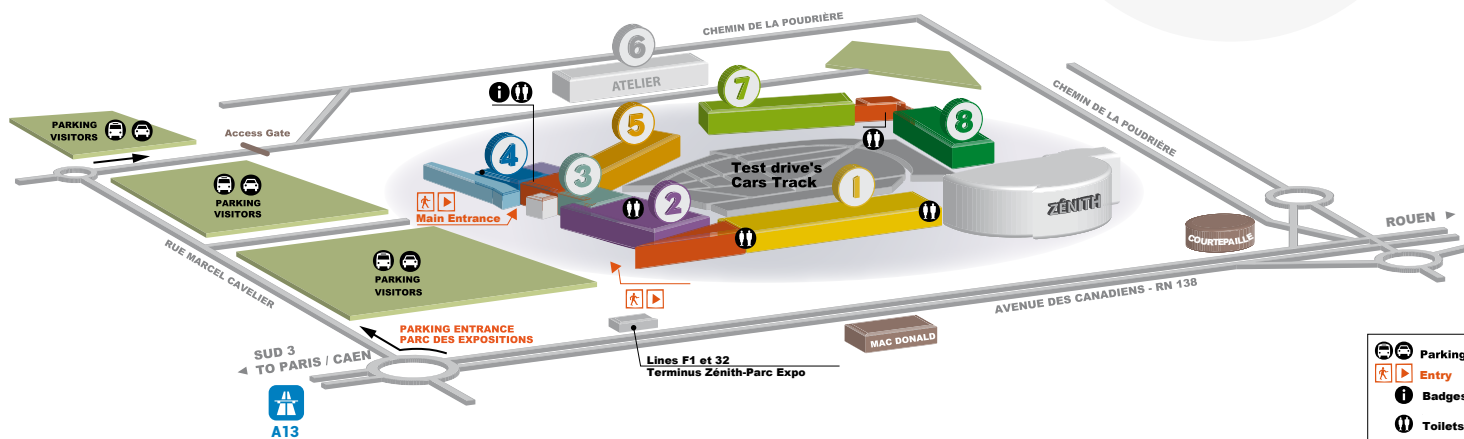 CHEMIN DE LA POUDRIÈRE
6
ATELIER
7
CHEMIN DE LA POUDRIÈRE
i
PARKING
VISITORS
Access Gate
5
8
4
3
Test drive's
Cars Track
1
PARKING
VISITORS
Main Entrance
2
ZÉNITH
ROUEN
COURTEPAILLE
RUE MARCEL CAVELIER
PARKING
VISITORS
AVENUE DES CANADIENS - RN 138
PARKING ENTRANCE
PARC DES EXPOSITIONS
MAC DONALD
SUD 3
TO PARIS / CAEN
Lines F1 et 32
Terminus Zénith-Parc Expo
A13
Parking
Entry
i Badges
Toilets